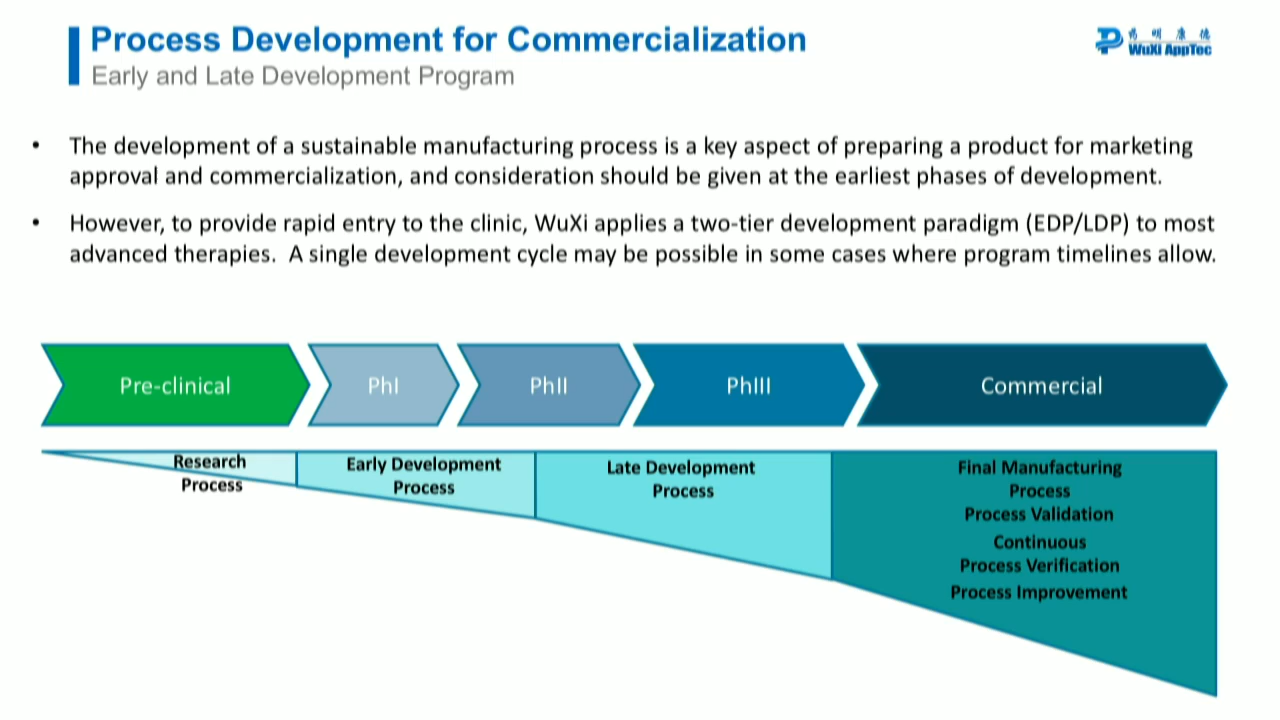 Process Development for Commercialization
Early and Late Development Program
药 明 康 德
WuXi AppTec
• The development of a sustainable manufacturing process is a key aspect of preparing a product for marketing
approval and commercialization, and consideration should be given at the earliest phases of development.
• However, to provide rapid entry to the clinic, WuXi applies a two-tier development paradigm (EDP/LDP) to most
advanced therapies. A single development cycle may be possible in some cases where program timelines allow.
Pre-clinical
PhI
PhII
PhIII
Commercial
Research
Process
Early Development
Process
Late Development
Process
Final Manufacturing
Process
Process Validation
Continuous
Process Verification
Process Improvement